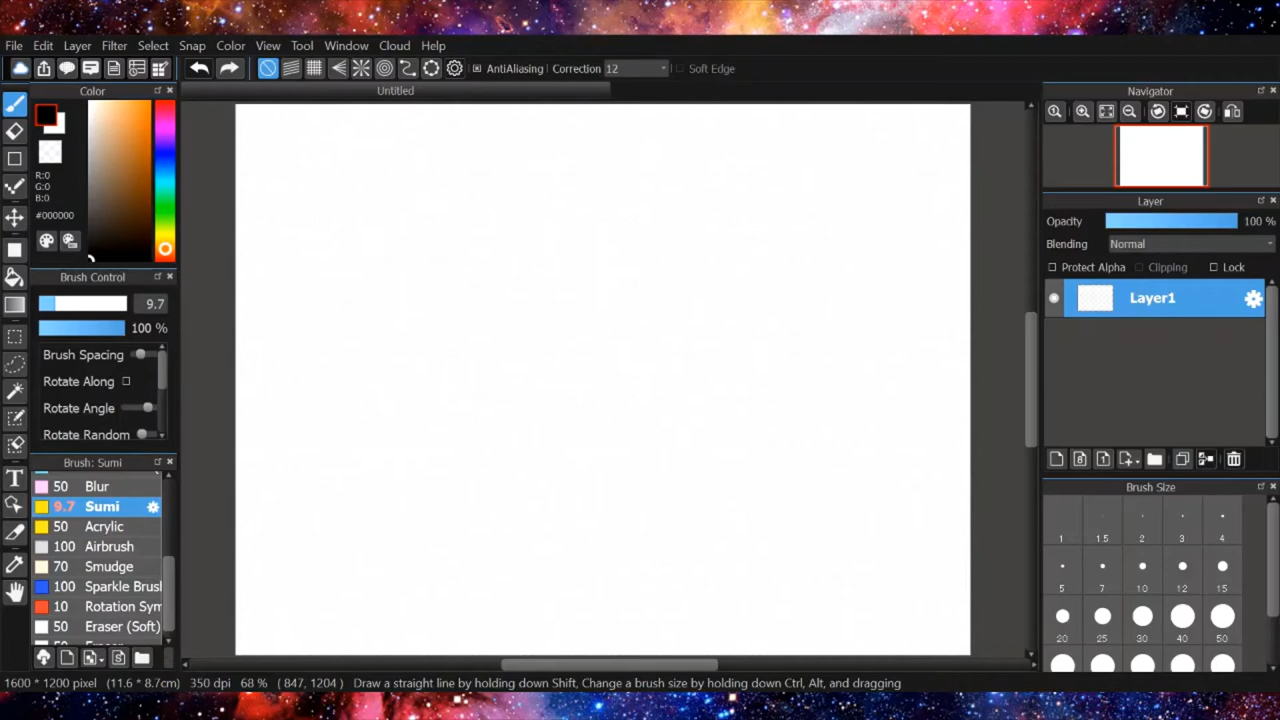 File Edit Layer Filter Select Snap Color View Tool Window Cloud Help
AntiAliasing Correction 12 Soft Edge
Color
Untitled
Navigator
R:0
G:0
B:0
#000000
Brush Control
9.7
100 %
Brush Spacing
Rotate Along
Rotate Angle
Rotate Random
Brush: Sumi
50 Blur
9.7 Sumi
50 Acrylic
100 Airbrush
70 Smudge
100 Sparkle Brus
10 Rotation Sym
50 Eraser (Soft)
Layer
Opacity 100 %
Blending Normal
Protect Alpha Clipping Lock
Layer1
Brush Size
1 1.5 2 3 4
5 7 10 12 15
20 25 30 40 50
1600 * 1200 pixel (11.6 * 8.7cm) 350 dpi 68 % ( 847, 1204 ) Draw a straight line by holding down Shift, Change a brush size by holding down Ctrl, Alt, and dragging